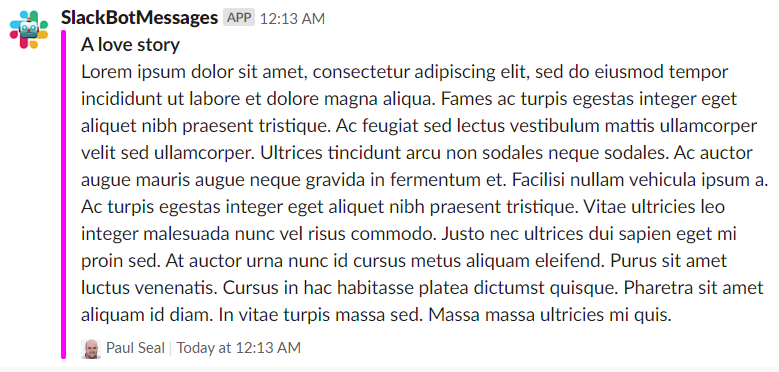 SlackBotMessages APP 12:13 AM
A love story
Lorem ipsum dolor sit amet, consectetur adipiscing elit, sed do eiusmod tempor
incididunt ut labore et dolore magna aliqua. Fames ac turpis egestas integer eget
aliquet nibh praesent tristique. Ac feugiat sed lectus vestibulum mattis ullamcorper
velit sed ullamcorper. Ultrices tincidunt arcu non sodales neque sodales. Ac auctor
augue mauris augue neque gravida in fermentum et. Facilisi nullam vehicula ipsum a.
Ac turpis egestas integer eget aliquet nibh praesent tristique. Vitae ultricies leo
integer malesuada nunc vel risus commodo. Justo nec ultrices dui sapien eget mi
proin sed. At auctor urna nunc id cursus metus aliquam eleifend. Purus sit amet
luctus venenatis. Cursus in hac habitasse platea dictumst quisque. Pharetra sit amet
aliquam id diam. In vitae turpis massa sed. Massa massa ultricies mi quis.
Paul Seal | Today at 12:13 AM